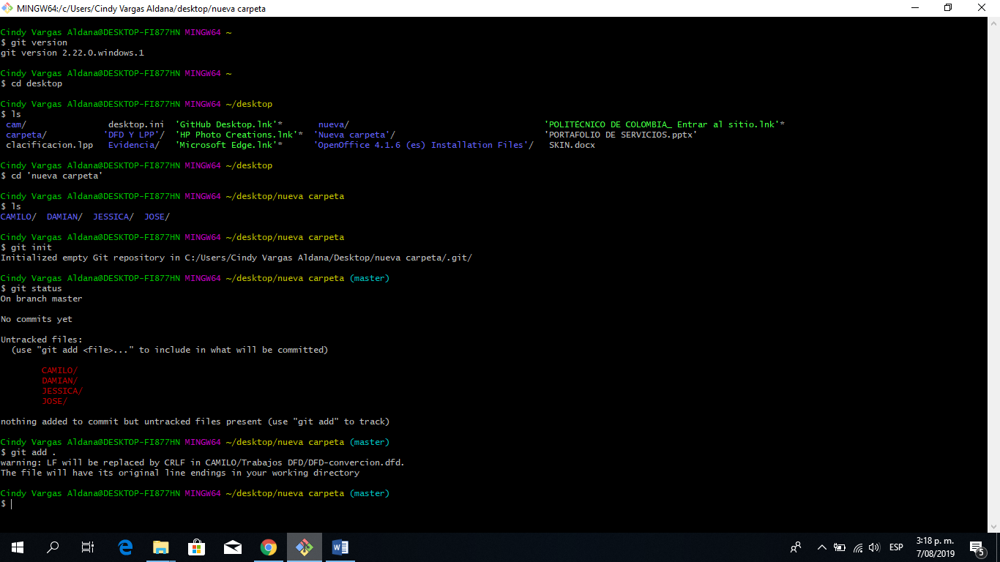 MINGW64:/c/Users/Cindy Vargas Aldana/desktop/nueva carpeta
Cindy Vargas Aldana@DESKTOP-FI877HN MINGW64 ~
$ git version
git version 2.22.0.windows.1
Cindy Vargas Aldana@DESKTOP-FI877HN MINGW64 ~
$ cd desktop
Cindy Vargas Aldana@DESKTOP-FI877HN MINGW64 ~/desktop
$ ls
cam/ desktop.ini 'GitHub Desktop.lnk'* nueva/ 'POLITÉCNICO DE COLOMBIA_ Entrar al sitio.lnk'*
carpeta/ 'DFD Y LPP'/ 'HP Photo Creations.lnk'* 'Nueva carpeta'/ 'PORTAFOLIO DE SERVICIOS.pptx'
clacificacion.lpp Evidencia/ 'Microsoft Edge.lnk'* 'OpenOffice 4.1.6 (es) Installation Files'/ SKIN.docx
Cindy Vargas Aldana@DESKTOP-FI877HN MINGW64 ~/desktop
$ cd 'nueva carpeta'
Cindy Vargas Aldana@DESKTOP-FI877HN MINGW64 ~/desktop/nueva carpeta
$ ls
CAMILO/ DAMIAN/ JESSICA/ JOSE/
Cindy Vargas Aldana@DESKTOP-FI877HN MINGW64 ~/desktop/nueva carpeta
$ git init
Initialized empty Git repository in C:/Users/Cindy Vargas Aldana/Desktop/nueva carpeta/.git/
Cindy Vargas Aldana@DESKTOP-FI877HN MINGW64 ~/desktop/nueva carpeta (master)
$ git status
On branch master
No commits yet
Untracked files:
(use "git add <file>..." to include in what will be committed)
CAMILO/
DAMIAN/
JESSICA/
JOSE/
nothing added to commit but untracked files present (use "git add" to track)
Cindy Vargas Aldana@DESKTOP-FI877HN MINGW64 ~/desktop/nueva carpeta (master)
$ git add .
warning: LF will be replaced by CRLF in CAMILO/Trabajos DFD/DFD-convercion.dfd.
The file will have its original line endings in your working directory
Cindy Vargas Aldana@DESKTOP-FI877HN MINGW64 ~/desktop/nueva carpeta (master)
$
ESP
3:18 p. m.
7/08/2019
5